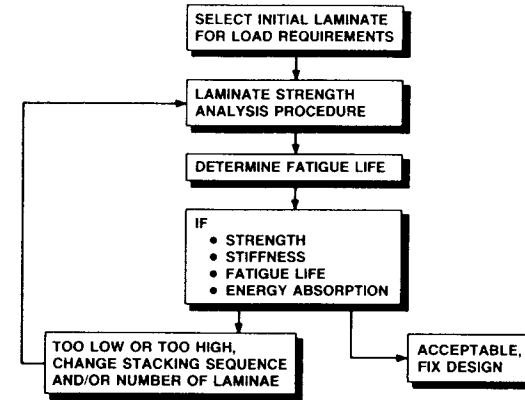 SELECT INITIAL LAMINATE
FOR LOAD REQUIREMENTS
LAMINATE STRENGTH
ANALYSIS PROCEDURE
DETERMINE FATIGUE LIFE
IF
• STRENGTH
• STIFFNESS
• FATIGUE LIFE
• ENERGY ABSORPTION
TOO LOW OR TOO HIGH,
CHANGE STACKING SEQUENCE
AND/OR NUMBER OF LAMINAE
ACCEPTABLE,
FIX DESIGN